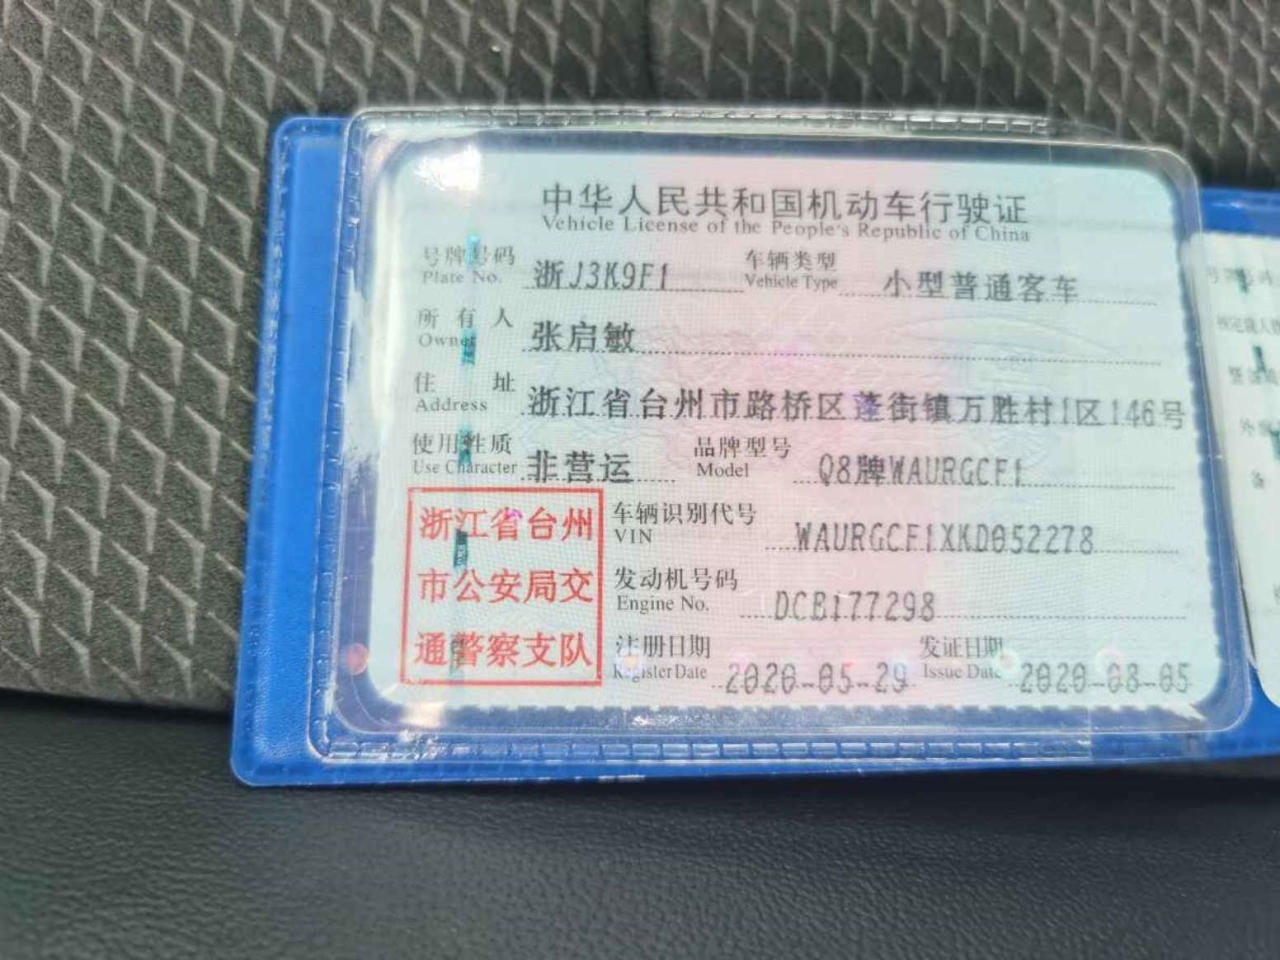 中华人民共和国机动车行驶证
Vehicle License of the People's Republic of China
号牌号码 浙J3K9F1 车辆类型 小型普通客车
Plate No. Vehicle Type
所有人 张启敏
Owner
住址 浙江省台州市路桥区蓬街镇万胜村1区146号
Address
使用性质 非营运 品牌型号 Q8牌WAURGCF1
Use Character Model
浙江省台州
市公安局交
通警察支队
车辆识别代号 WAURGCF1XKD052278
VIN
发动机号码 DCB177298
Engine No.
注册日期 2020-05-29 发证日期 2020-08-05
Register Date Issue Date